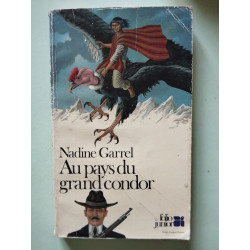 Nadine Garrel
Au pays du
grand condor
folio
junior